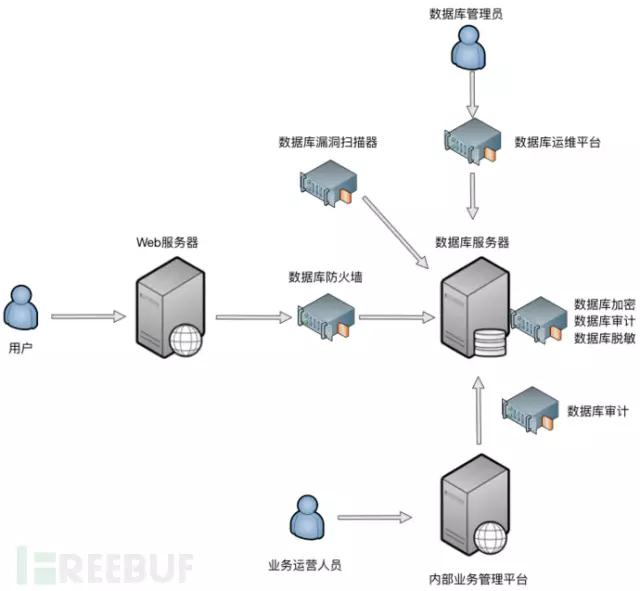 数据库管理员
数据库运维平台
数据库漏洞扫描器
Web服务器
数据库服务器
数据库防火墙
数据库加密
数据库审计
数据库脱敏
用户
数据库审计
业务运营人员
内部业务管理平台
FREEBUF